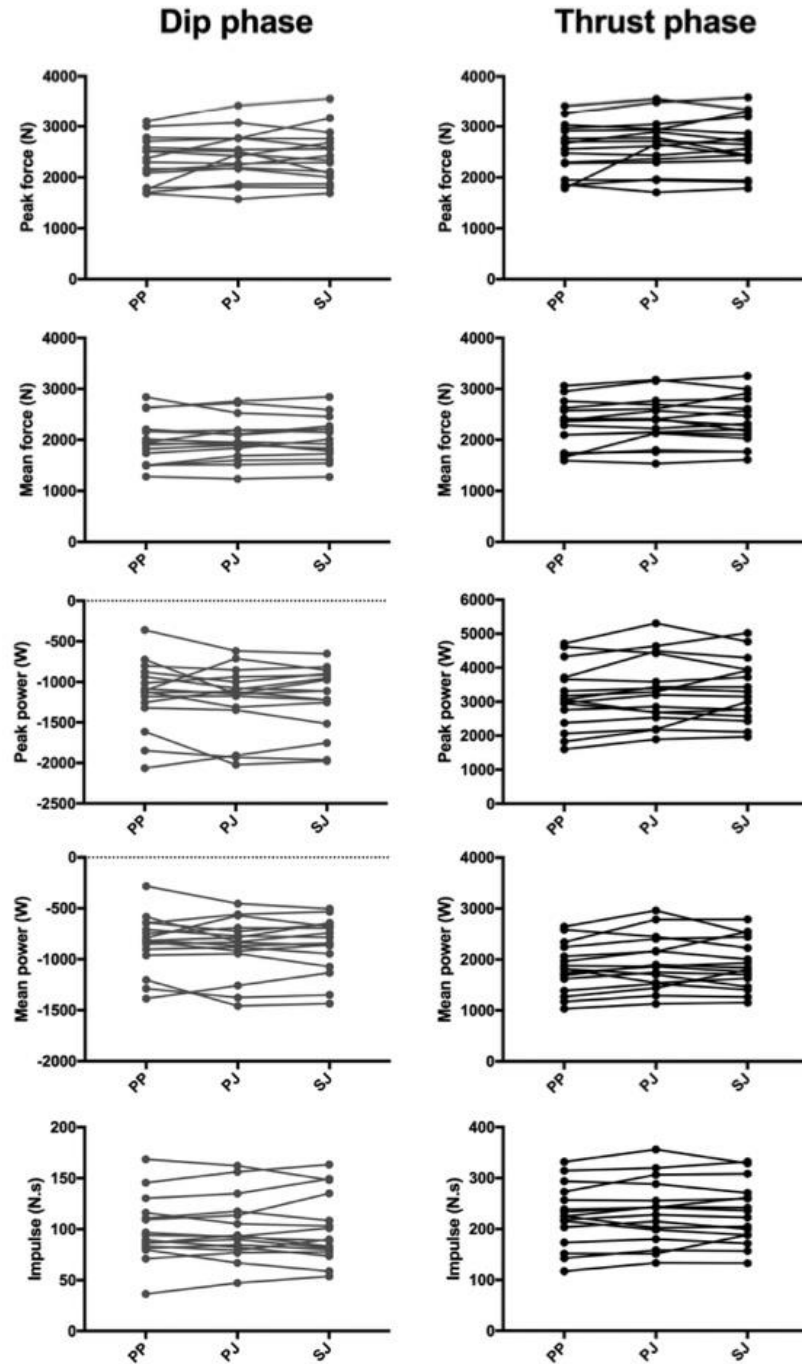 Dip phase
Thrust phase
Peak force (N)
4000
3000
2000
1000
0
PP
PJ
SJ
Peak force (N)
4000
3000
2000
1000
0
PP
PJ
SJ
Mean force (N)
4000
3000
2000
1000
0
PP
PJ
SJ
Mean force (N)
4000
3000
2000
1000
0
PP
PJ
SJ
Peak power (W)
0
-500
-1000
-1500
-2000
-2500
PP
PJ
SJ
Peak power (W)
6000
5000
4000
3000
2000
1000
0
PP
PJ
SJ
Mean power (W)
0
-500
-1000
-1500
-2000
PP
PJ
SJ
Mean power (W)
4000
3000
2000
1000
0
PP
PJ
SJ
Impulse (N.s)
200
150
100
50
0
PP
PJ
SJ
Impulse (N.s)
400
300
200
100
0
PP
PJ
SJ